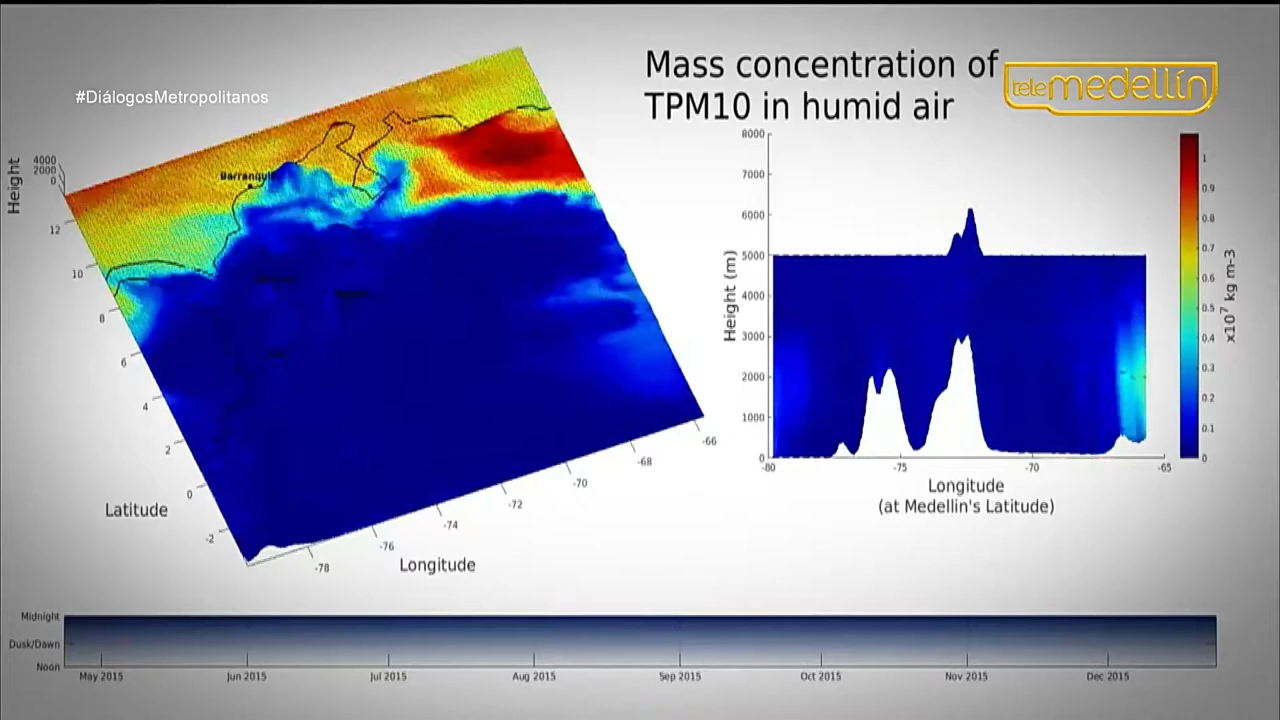 Mass concentration of
TPM10 in humid air
telemedellín
#DiálogosMetropolitanos
Height
4000
2000
0
12
10
8
6
4
2
0
-2
Latitude
-78
-76
-74
-72
-70
-68
-66
Longitude
8000
7000
6000
5000
4000
3000
2000
1000
0
Height (m)
-80
-75
-70
-65
Longitude
(at Medellin's Latitude)
1
0.9
0.8
0.7
0.6
0.5
0.4
0.3
0.2
0.1
0
x10⁷ kg m-3
Midnight
Dusk/Dawn
Noon
May 2015
Jun 2015
Jul 2015
Aug 2015
Sep 2015
Oct 2015
Nov 2015
Dec 2015